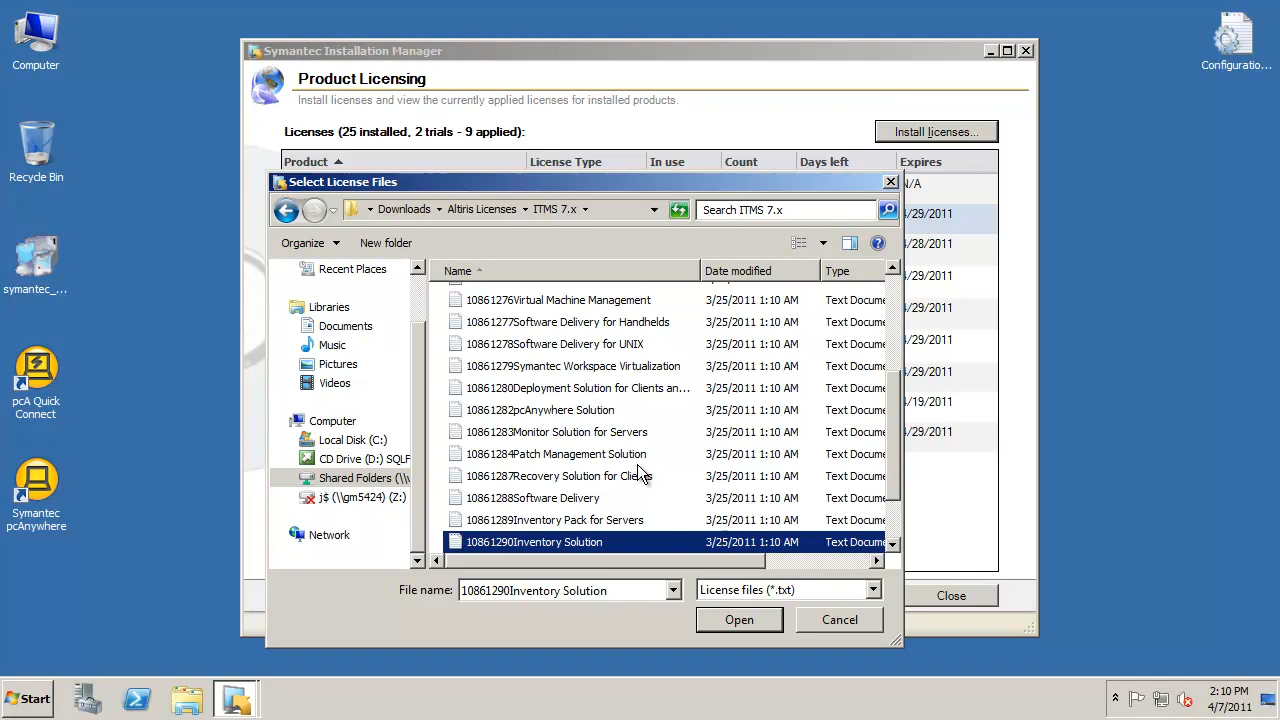 Computer
Recycle Bin
symantec_...
pcA Quick
Connect
Symantec
pcAnywhere
Configuratio...
Symantec Installation Manager
Product Licensing
Install licenses and view the currently applied licenses for installed products.
Licenses (25 installed, 2 trials - 9 applied):
Install licenses...
Product License Type In use Count Days left Expires
N/A
4/29/2011
4/28/2011
4/29/2011
4/29/2011
4/29/2011
4/29/2011
4/19/2011
4/29/2011
Close
Select License Files
Downloads Altiris Licenses ITMS 7.x
Search ITMS 7.x
Organize New folder
Recent Places
Libraries
Documents
Music
Pictures
Videos
Computer
Local Disk (C:)
CD Drive (D:) SQLF
Shared Folders (\\
j$ (\\gm5424) (Z:)
Network
Name Date modified Type
10861276Virtual Machine Management 3/25/2011 1:10 AM Text Docume
10861277Software Delivery for Handhelds 3/25/2011 1:10 AM Text Docume
10861278Software Delivery for UNIX 3/25/2011 1:10 AM Text Docume
10861279Symantec Workspace Virtualization 3/25/2011 1:10 AM Text Docume
10861280Deployment Solution for Clients an... 3/25/2011 1:10 AM Text Docume
10861282pcAnywhere Solution 3/25/2011 1:10 AM Text Docume
10861283Monitor Solution for Servers 3/25/2011 1:10 AM Text Docume
10861284Patch Management Solution 3/25/2011 1:10 AM Text Docume
10861287Recovery Solution for Clients 3/25/2011 1:10 AM Text Docume
10861288Software Delivery 3/25/2011 1:10 AM Text Docume
10861289Inventory Pack for Servers 3/25/2011 1:10 AM Text Docume
10861290Inventory Solution 3/25/2011 1:10 AM Text Docume
File name: 10861290Inventory Solution License files (*.txt)
Open Cancel
Start
2:10 PM
4/7/2011